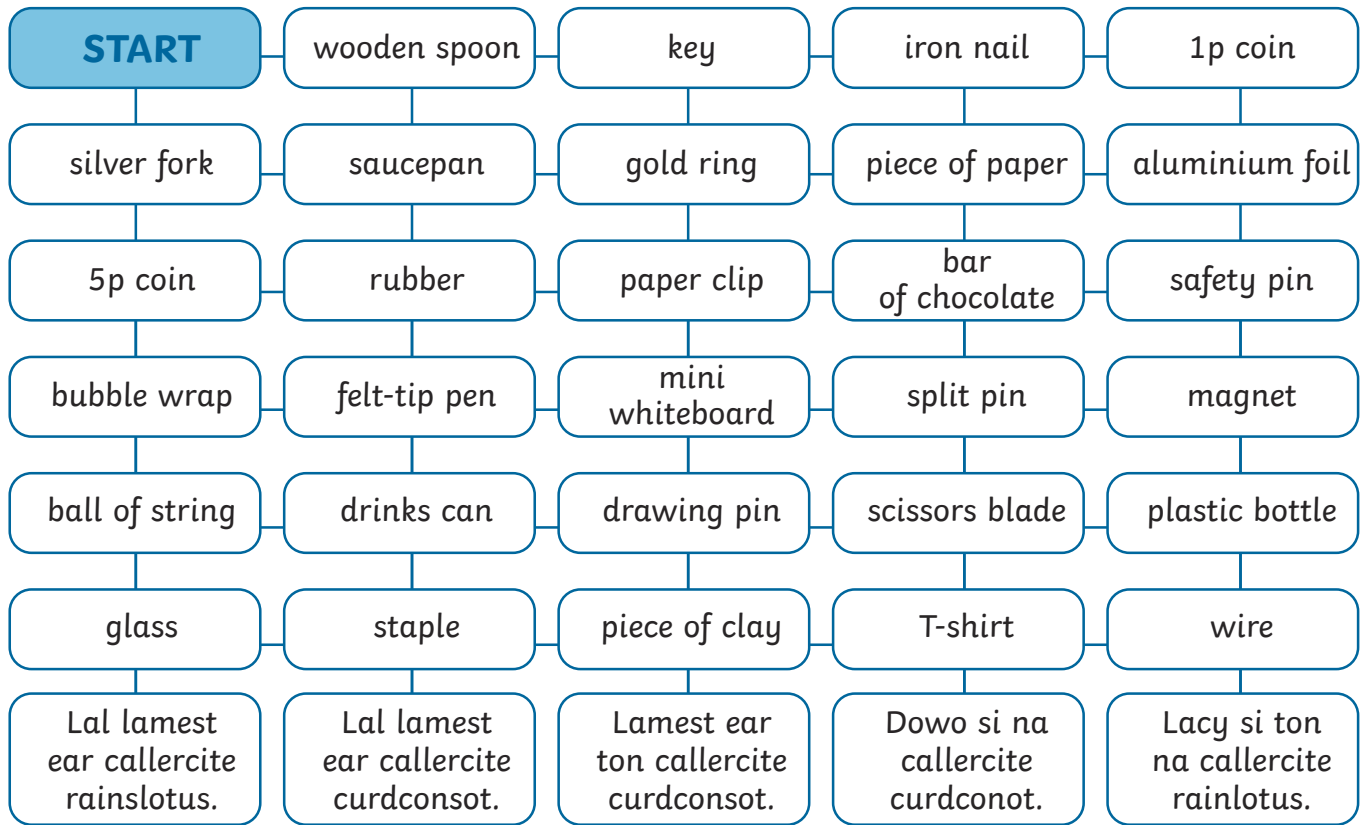 START
wooden spoon
key
iron nail
1p coin
silver fork
saucepan
gold ring
piece of paper
aluminium foil
5p coin
rubber
paper clip
bar
of chocolate
safety pin
bubble wrap
felt-tip pen
mini
whiteboard
split pin
magnet
ball of string
drinks can
drawing pin
scissors blade
plastic bottle
glass
staple
piece of clay
T-shirt
wire
Lal lamest
ear callercite
rainslotus.
Lal lamest
ear callercite
curdconsot.
Lamest ear
ton callercite
curdconsot.
Dowo si na
callercite
curdconot.
Lacy si ton
na callercite
rainlotus.